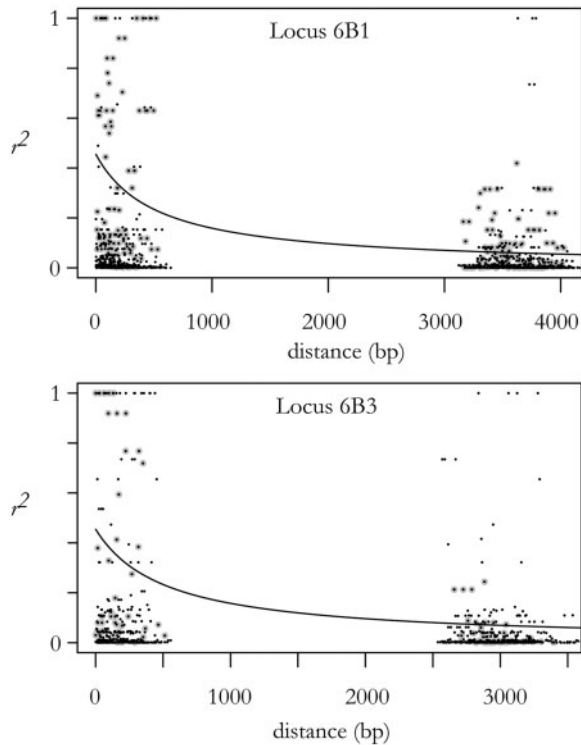 Locus 6B1
1
r²
0
0 1000 2000 3000 4000
distance (bp)
Locus 6B3
1
r²
0
0 1000 2000 3000
distance (bp)